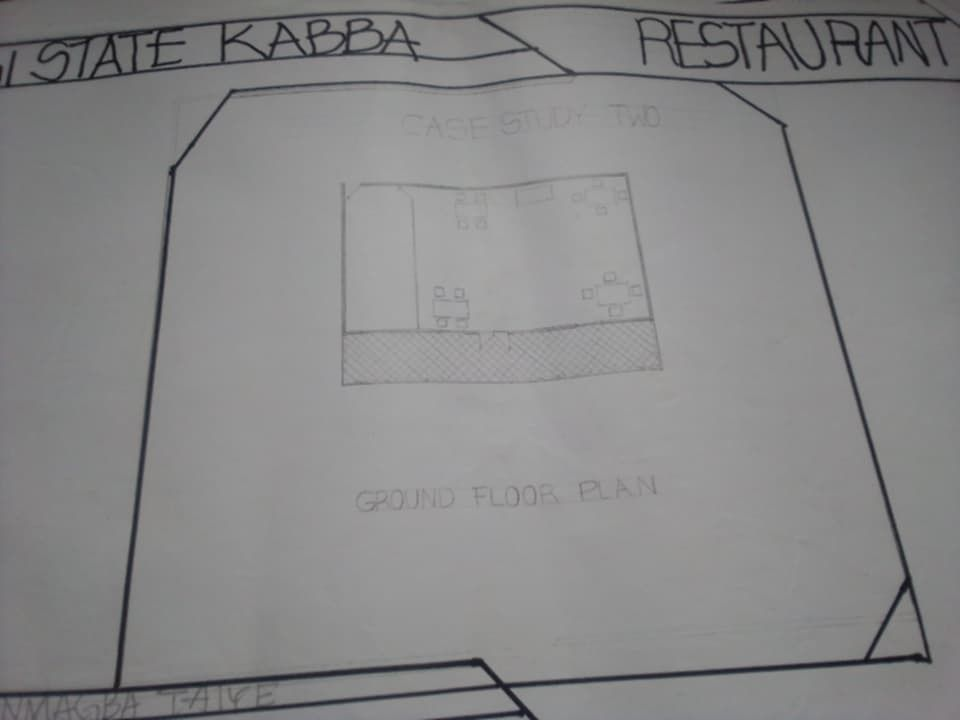 STATE KABBA
RESTAURANT
CASE STUDY TWO
GROUND FLOOR PLAN